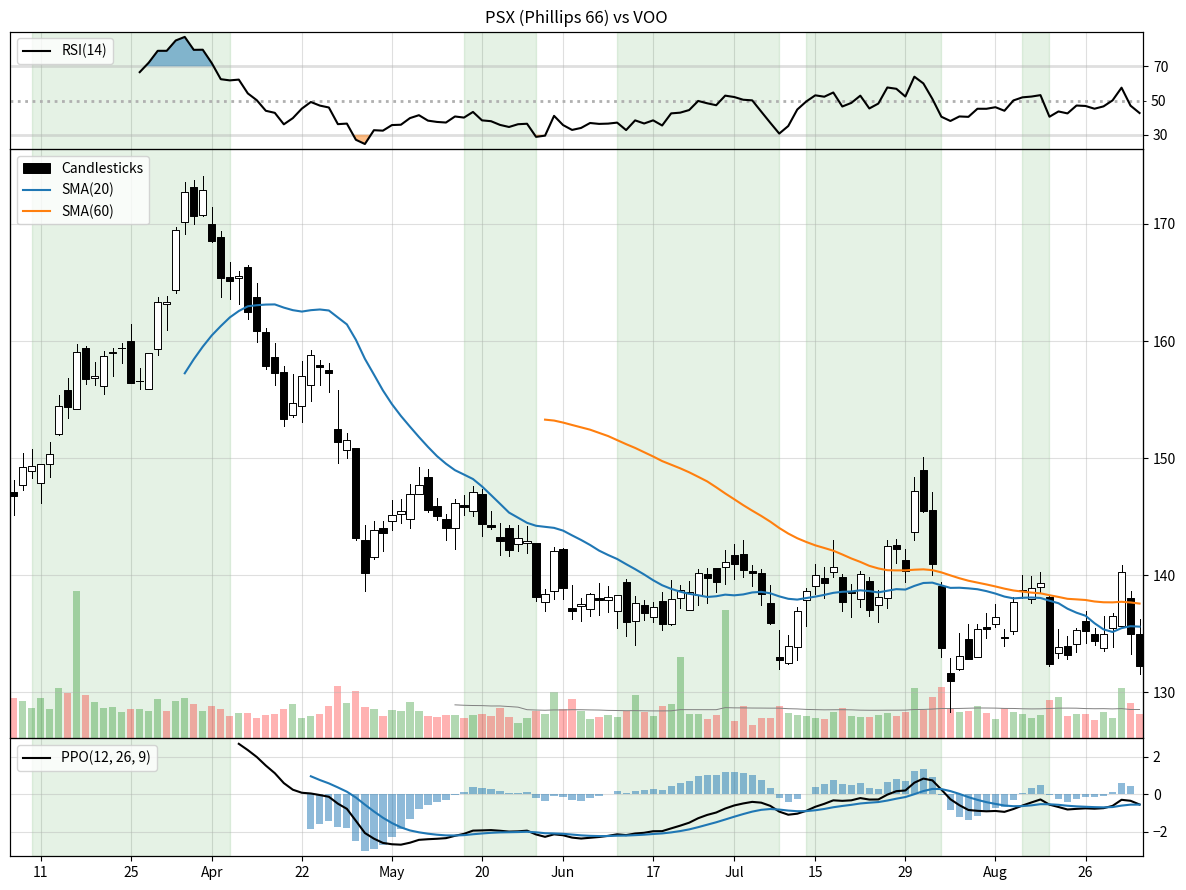 PSX (Phillips 66) vs VOO
RSI(14)
70
50
30
Candlesticks
SMA(20)
SMA(60)
170
160
150
140
130
PPO(12, 26, 9)
2
0
−2
11 25 Apr 22 May 20 Jun 17 Jul 15 29 Aug 26